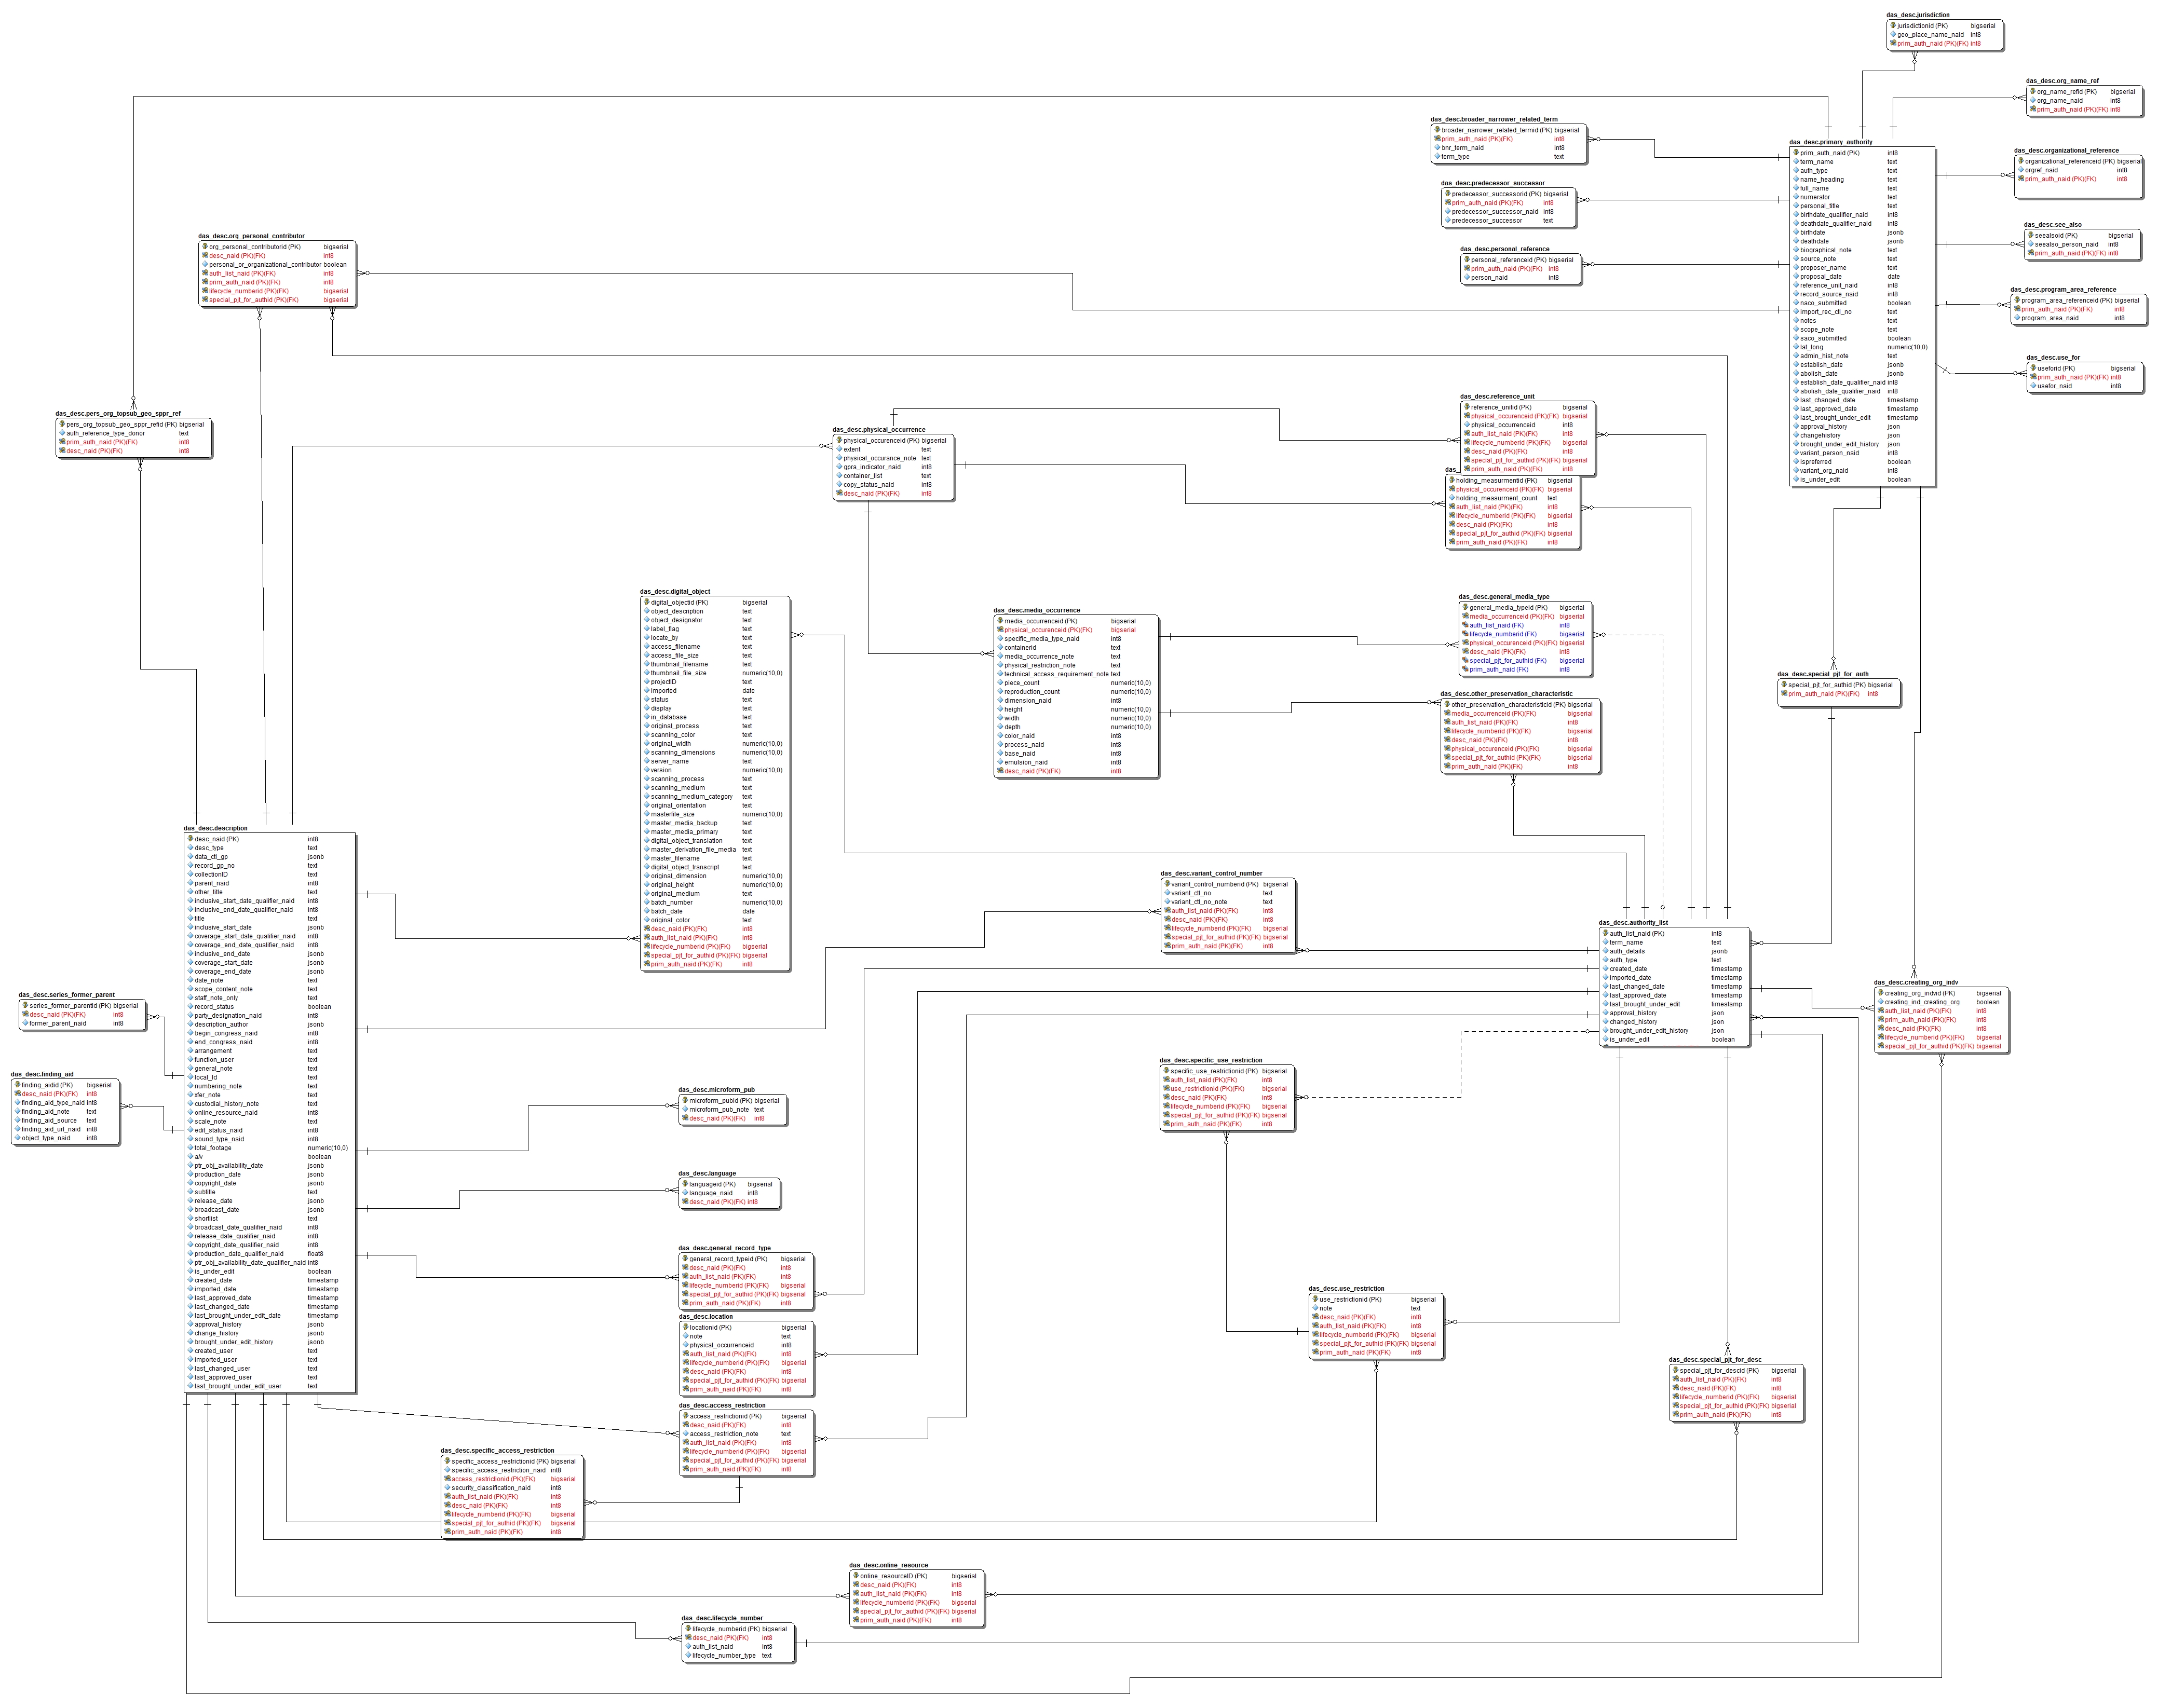 das_desc.jurisdiction
jurisdictionid (PK) bigserial
geo_place_name_naid int8
prim_auth_naid (PK)(FK) int8
das_desc.org_name_ref
org_name_refid (PK) bigserial
org_name_naid int8
prim_auth_naid (PK)(FK) int8
das_desc.broader_narrower_related_term
broader_narrower_related_termid (PK) bigserial
prim_auth_naid (PK)(FK) int8
bnr_term_naid int8
term_type text
das_desc.primary_authority
prim_auth_naid (PK) int8
term_name text
auth_type text
name_heading text
full_name text
numerator text
personal_title text
birthdate_qualifier_naid int8
deathdate_qualifier_naid int8
birthdate jsonb
deathdate jsonb
biographical_note text
source_note text
proposer_name text
proposal_date date
reference_unit_naid int8
record_source_naid int8
naco_submitted boolean
import_rec_ctl_no text
notes text
scope_note text
saco_submitted boolean
lat_long numeric(10,0)
admin_hist_note text
establish_date jsonb
abolish_date jsonb
establish_date_qualifier_naid int8
abolish_date_qualifier_naid int8
last_changed_date timestamp
last_approved_date timestamp
last_brought_under_edit timestamp
approval_history json
changehistory json
brought_under_edit_history json
variant_person_naid int8
ispreferred boolean
variant_org_naid int8
is_under_edit boolean
das_desc.organizational_reference
organizational_referenceid (PK) bigserial
orgref_naid int8
prim_auth_naid (PK)(FK) int8
das_desc.predecessor_successor
predecessor_successorid (PK) bigserial
prim_auth_naid (PK)(FK) int8
predecessor_successor_naid int8
predecessor_successor text
das_desc.see_also
seealsoid (PK) bigserial
seealso_person_naid int8
prim_auth_naid (PK)(FK) int8
das_desc.personal_reference
personal_referenceid (PK) bigserial
prim_auth_naid (PK)(FK) int8
person_naid int8
das_desc.program_area_reference
program_area_referenceid (PK) bigserial
prim_auth_naid (PK)(FK) int8
program_area_naid int8
das_desc.use_for
useforid (PK) bigserial
prim_auth_naid (PK)(FK) int8
usefor_naid int8
das_desc.org_personal_contributor
org_personal_contributorid (PK) bigserial
desc_naid (PK)(FK) int8
personal_or_organizational_contributor boolean
auth_list_naid (PK)(FK) int8
prim_auth_naid (PK)(FK) int8
lifecycle_numberid (PK)(FK) bigserial
special_pjt_for_authid (PK)(FK) bigserial
das_desc.pers_org_topsub_geo_sppr_ref
pers_org_topsub_geo_sppr_refid (PK) bigserial
auth_reference_type_donor text
prim_auth_naid (PK)(FK) int8
desc_naid (PK)(FK) int8
das_desc.physical_occurrence
physical_occurenceid (PK) bigserial
extent text
physical_occurance_note text
gpra_indicator_naid int8
container_list text
copy_status_naid int8
desc_naid (PK)(FK) int8
das_desc.reference_unit
reference_unitid (PK) bigserial
physical_occurenceid (PK)(FK) bigserial
physical_occurrenceid int8
auth_list_naid (PK)(FK) int8
lifecycle_numberid (PK)(FK) bigserial
desc_naid (PK)(FK) int8
special_pjt_for_authid (PK)(FK) bigserial
prim_auth_naid (PK)(FK) int8
das_
holding_measurmentid (PK) bigserial
physical_occurenceid (PK)(FK) bigserial
holding_measurment_count text
auth_list_naid (PK)(FK) int8
lifecycle_numberid (PK)(FK) bigserial
desc_naid (PK)(FK) int8
special_pjt_for_authid (PK)(FK) bigserial
prim_auth_naid (PK)(FK) int8
das_desc.digital_object
digital_objectid (PK) bigserial
object_description text
object_designator text
label_flag text
locate_by text
access_filename text
access_file_size text
thumbnail_filename text
thumbnail_file_size numeric(10,0)
projectID text
imported date
status text
display text
in_database text
original_process text
scanning_color text
original_width numeric(10,0)
scanning_dimensions numeric(10,0)
server_name text
version numeric(10,0)
scanning_process text
scanning_medium text
scanning_medium_category text
original_orientation text
masterfile_size numeric(10,0)
master_media_backup text
master_media_primary text
digital_object_translation text
master_derivation_file_media text
master_filename text
digital_object_transcript text
original_dimension numeric(10,0)
original_height numeric(10,0)
original_medium text
batch_number numeric(10,0)
batch_date date
original_color text
desc_naid (PK)(FK) int8
auth_list_naid (PK)(FK) int8
lifecycle_numberid (PK)(FK) bigserial
special_pjt_for_authid (PK)(FK) bigserial
prim_auth_naid (PK)(FK) int8
das_desc.media_occurrence
media_occurrenceid (PK) bigserial
physical_occurenceid (PK)(FK) bigserial
specific_media_type_naid int8
containerid text
media_occurrence_note text
physical_restriction_note text
technical_access_requirement_note text
piece_count numeric(10,0)
reproduction_count numeric(10,0)
dimension_naid int8
height numeric(10,0)
width numeric(10,0)
depth numeric(10,0)
color_naid int8
process_naid int8
base_naid int8
emulsion_naid int8
desc_naid (PK)(FK) int8
das_desc.general_media_type
general_media_typeid (PK) bigserial
media_occurrenceid (PK)(FK) bigserial
auth_list_naid (FK) int8
lifecycle_numberid (FK) bigserial
physical_occurenceid (PK)(FK) bigserial
desc_naid (PK)(FK) int8
special_pjt_for_authid (FK) bigserial
prim_auth_naid (FK) int8
das_desc.other_preservation_characteristic
other_preservation_characteristicid (PK) bigserial
media_occurrenceid (PK)(FK) bigserial
auth_list_naid (PK)(FK) int8
lifecycle_numberid (PK)(FK) bigserial
desc_naid (PK)(FK) int8
physical_occurenceid (PK)(FK) bigserial
special_pjt_for_authid (PK)(FK) bigserial
prim_auth_naid (PK)(FK) int8
das_desc.special_pjt_for_auth
special_pjt_for_authid (PK) bigserial
prim_auth_naid (PK)(FK) int8
das_desc.description
desc_naid (PK) int8
desc_type text
data_ctl_gp jsonb
record_gp_no text
collectionID text
parent_naid int8
other_title text
inclusive_start_date_qualifier_naid int8
inclusive_end_date_qualifier_naid int8
title text
inclusive_start_date jsonb
coverage_start_date_qualifier_naid int8
coverage_end_date_qualifier_naid int8
inclusive_end_date jsonb
coverage_start_date jsonb
coverage_end_date jsonb
date_note text
scope_content_note text
staff_note_only text
record_status boolean
party_designation_naid int8
description_author jsonb
begin_congress_naid int8
end_congress_naid int8
arrangement text
function_user text
general_note text
local_id text
numbering_note text
xfer_note text
custodial_history_note text
online_resource_naid int8
scale_note text
edit_status_naid int8
sound_type_naid int8
total_footage numeric(10,0)
a/v boolean
ptr_obj_availability_date jsonb
production_date jsonb
copyright_date jsonb
subtitle text
release_date jsonb
broadcast_date jsonb
shortlist text
broadcast_date_qualifier_naid int8
release_date_qualifier_naid int8
copyright_date_qualifier_naid int8
production_date_qualifier_naid float8
ptr_obj_availability_date_qualifier_naid int8
is_under_edit boolean
created_date timestamp
imported_date timestamp
last_approved_date timestamp
last_changed_date timestamp
last_brought_under_edit_date timestamp
approval_history jsonb
change_history jsonb
brought_under_edit_history jsonb
created_user text
imported_user text
last_changed_user text
last_approved_user text
last_brought_under_edit_user text
das_desc.variant_control_number
variant_control_numberid (PK) bigserial
variant_ctl_no text
variant_ctl_no_note text
auth_list_naid (PK)(FK) int8
desc_naid (PK)(FK) int8
lifecycle_numberid (PK)(FK) bigserial
special_pjt_for_authid (PK)(FK) bigserial
prim_auth_naid (PK)(FK) int8
das_desc.authority_list
auth_list_naid (PK) int8
term_name text
auth_details jsonb
auth_type text
created_date timestamp
imported_date timestamp
last_changed_date timestamp
last_approved_date timestamp
last_brought_under_edit timestamp
approval_history json
changed_history json
brought_under_edit_history json
is_under_edit boolean
das_desc.creating_org_indv
creating_org_indvid (PK) bigserial
creating_ind_creating_org boolean
auth_list_naid (PK)(FK) int8
prim_auth_naid (PK)(FK) int8
desc_naid (PK)(FK) int8
lifecycle_numberid (PK)(FK) bigserial
special_pjt_for_authid (PK)(FK) bigserial
das_desc.series_former_parent
series_former_parentid (PK) bigserial
desc_naid (PK)(FK) int8
former_parent_naid int8
das_desc.finding_aid
finding_aidid (PK) bigserial
desc_naid (PK)(FK) int8
finding_aid_type_naid int8
finding_aid_note text
finding_aid_source text
finding_aid_url_naid int8
object_type_naid int8
das_desc.specific_use_restriction
specific_use_restrictionid (PK) bigserial
auth_list_naid (PK)(FK) int8
use_restrictionid (PK)(FK) bigserial
desc_naid (PK)(FK) int8
lifecycle_numberid (PK)(FK) bigserial
special_pjt_for_authid (PK)(FK) bigserial
prim_auth_naid (PK)(FK) int8
das_desc.microform_pub
microform_pubid (PK) bigserial
microform_pub_note text
desc_naid (PK)(FK) int8
das_desc.language
languageid (PK) bigserial
language_naid int8
desc_naid (PK)(FK) int8
das_desc.general_record_type
general_record_typeid (PK) bigserial
desc_naid (PK)(FK) int8
auth_list_naid (PK)(FK) int8
lifecycle_numberid (PK)(FK) bigserial
special_pjt_for_authid (PK)(FK) bigserial
prim_auth_naid (PK)(FK) int8
das_desc.use_restriction
use_restrictionid (PK) bigserial
note text
desc_naid (PK)(FK) int8
auth_list_naid (PK)(FK) int8
lifecycle_numberid (PK)(FK) bigserial
special_pjt_for_authid (PK)(FK) bigserial
prim_auth_naid (PK)(FK) int8
das_desc.location
locationid (PK) bigserial
note text
physical_occurrenceid int8
auth_list_naid (PK)(FK) int8
lifecycle_numberid (PK)(FK) bigserial
desc_naid (PK)(FK) int8
special_pjt_for_authid (PK)(FK) bigserial
prim_auth_naid (PK)(FK) int8
das_desc.special_pjt_for_desc
special_pjt_for_descid (PK) bigserial
auth_list_naid (PK)(FK) int8
desc_naid (PK)(FK) int8
lifecycle_numberid (PK)(FK) bigserial
special_pjt_for_authid (PK)(FK) bigserial
prim_auth_naid (PK)(FK) int8
das_desc.access_restriction
access_restrictionid (PK) bigserial
desc_naid (PK)(FK) int8
access_restriction_note text
auth_list_naid (PK)(FK) int8
lifecycle_numberid (PK)(FK) bigserial
special_pjt_for_authid (PK)(FK) bigserial
prim_auth_naid (PK)(FK) int8
das_desc.specific_access_restriction
specific_access_restrictionid (PK) bigserial
specific_access_restriction_naid int8
access_restrictionid (PK)(FK) bigserial
security_classification_naid int8
auth_list_naid (PK)(FK) int8
desc_naid (PK)(FK) int8
lifecycle_numberid (PK)(FK) bigserial
special_pjt_for_authid (PK)(FK) bigserial
prim_auth_naid (PK)(FK) int8
das_desc.online_resource
online_resourceID (PK) bigserial
desc_naid (PK)(FK) int8
auth_list_naid (PK)(FK) int8
lifecycle_numberid (PK)(FK) bigserial
special_pjt_for_authid (PK)(FK) bigserial
prim_auth_naid (PK)(FK) int8
das_desc.lifecycle_number
lifecycle_numberid (PK) bigserial
desc_naid (PK)(FK) int8
auth_list_naid int8
lifecycle_number_type text